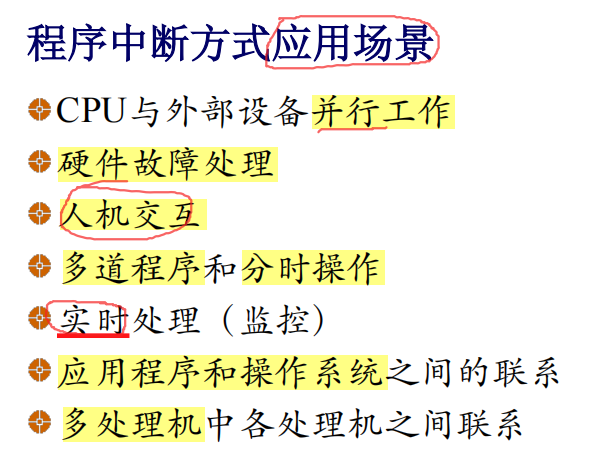 程序中断方式应用场景
CPU与外部设备并行工作
硬件故障处理
人机交互
多道程序和分时操作
实时处理（监控）
应用程序和操作系统之间的联系
多处理机中各处理机之间联系